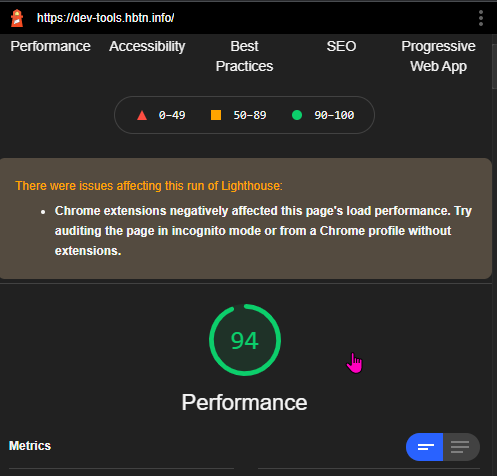 https://dev-tools.hbtn.info/
Performance Accessibility Best Practices SEO Progressive Web App
0–49 50–89 90–100
There were issues affecting this run of Lighthouse:
• Chrome extensions negatively affected this page's load performance. Try
auditing the page in incognito mode or from a Chrome profile without
extensions.
94
Performance
Metrics